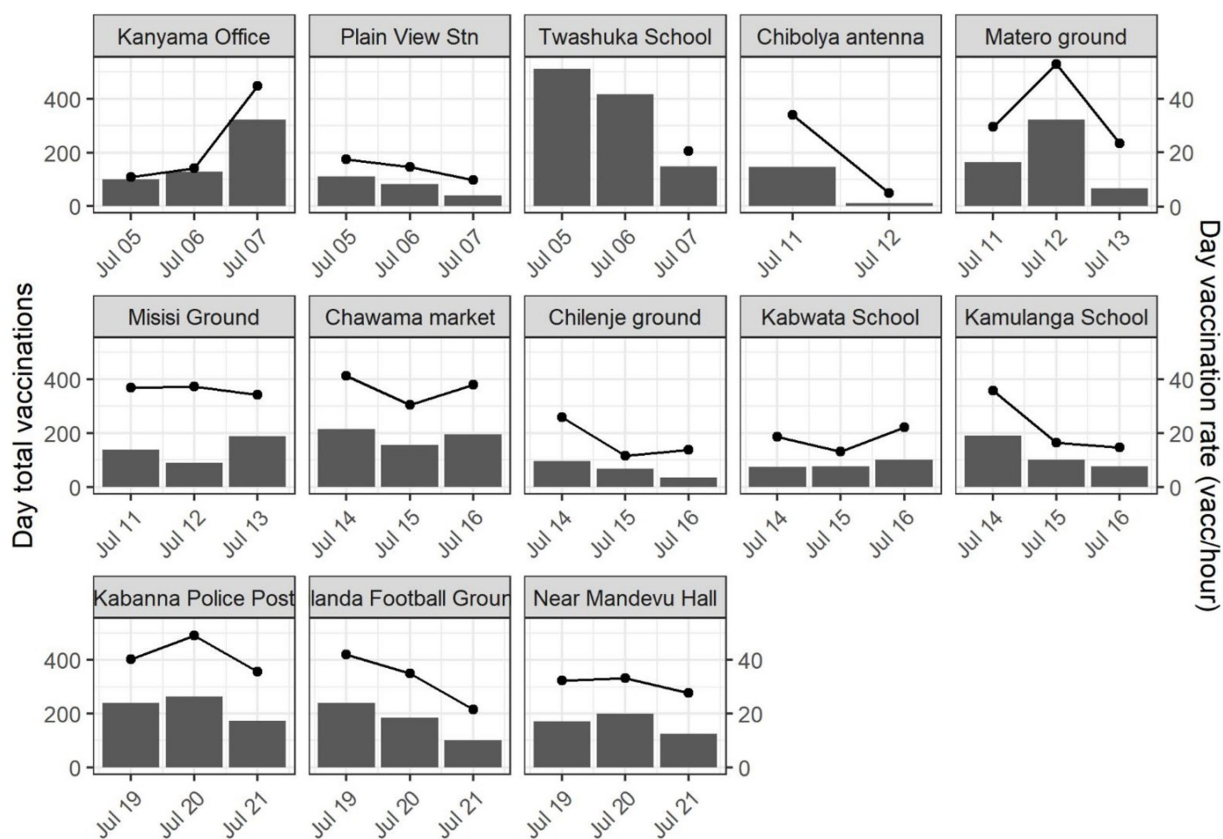 Kanyama Office Plain View Stn Twashuka School Chibolya antenna Matero ground
400 40
200 20
0 0
Jul 05 Jul 06 Jul 07 Jul 05 Jul 06 Jul 07 Jul 05 Jul 06 Jul 07 Jul 11 Jul 12 Jul 11 Jul 12 Jul 13
Day total vaccinations
Day vaccination rate (vacc/hour)
Misisi Ground Chawama market Chilenje ground Kabwata School Kamulanga School
400 40
200 20
0 0
Jul 11 Jul 12 Jul 13 Jul 14 Jul 15 Jul 16 Jul 14 Jul 15 Jul 16 Jul 14 Jul 15 Jul 16 Jul 14 Jul 15 Jul 16
Kabanna Police Post landa Football Groun Near Mandevu Hall
400 40
200 20
0 0
Jul 19 Jul 20 Jul 21 Jul 19 Jul 20 Jul 21 Jul 19 Jul 20 Jul 21